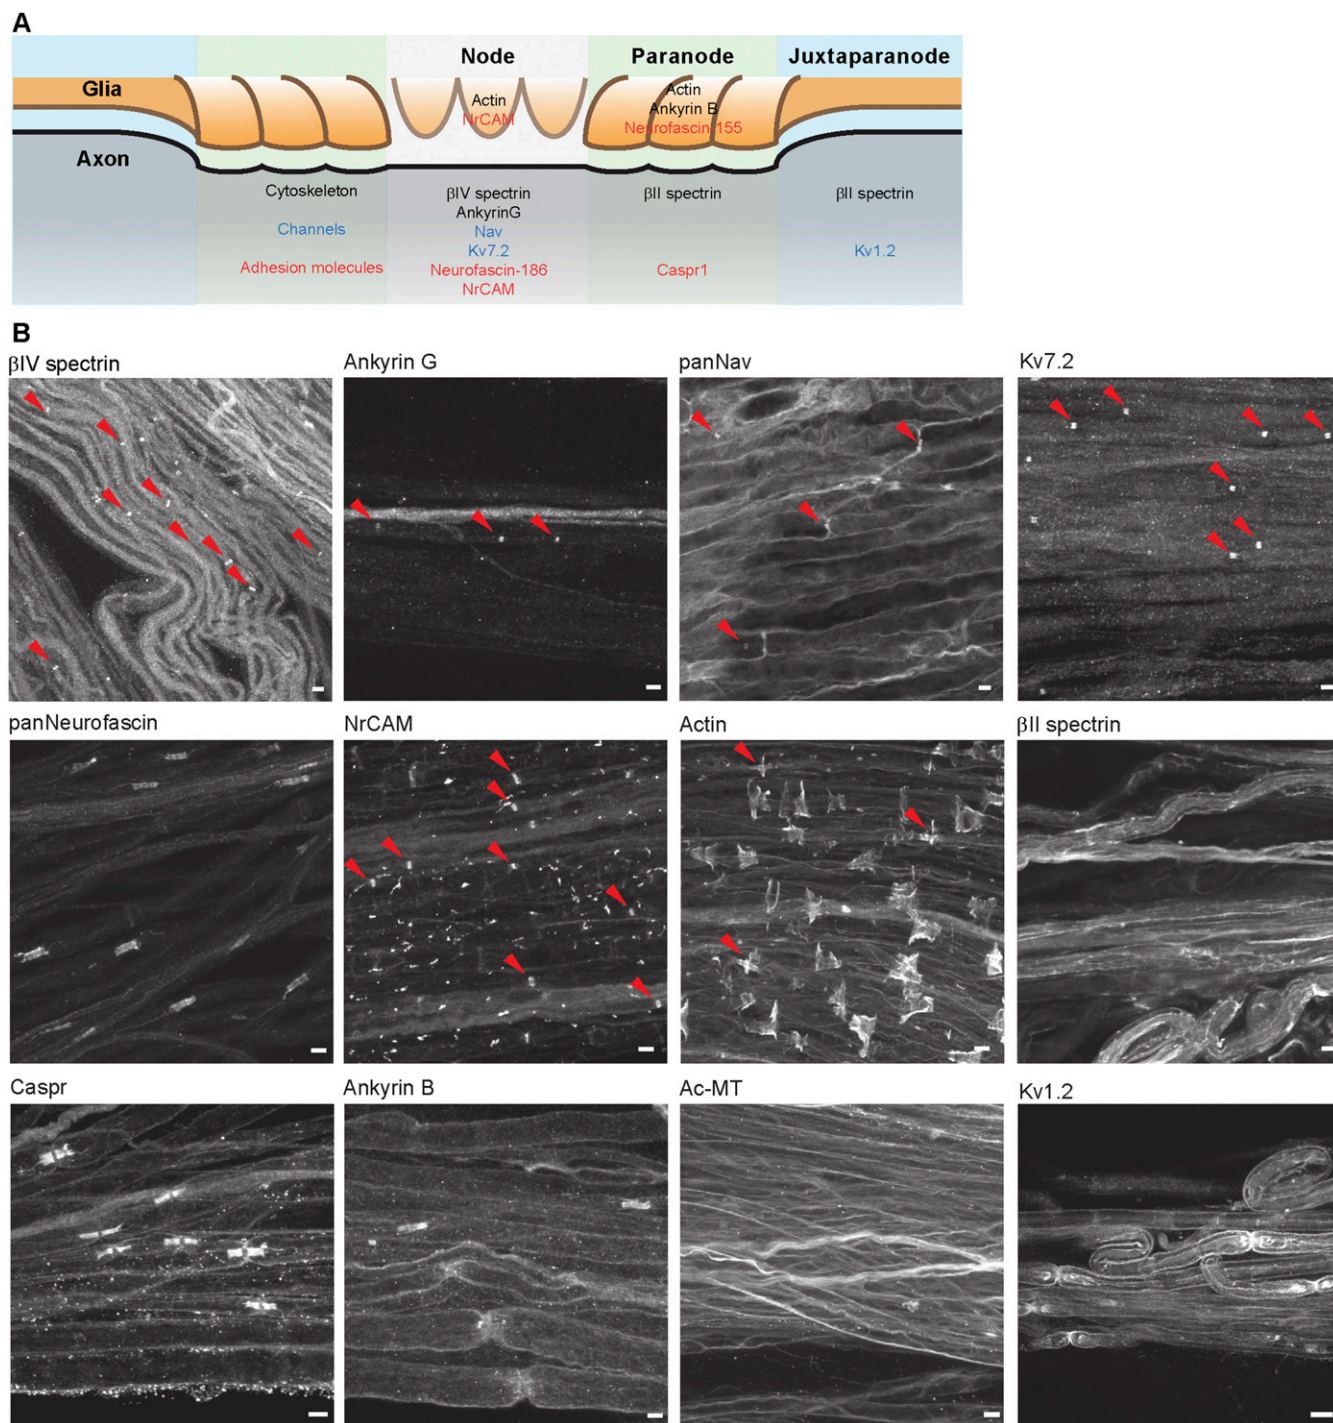 A
Node
Paranode
Juxtaparanode
Glia
Actin
NrCAM
Actin
Ankyrin B
Neurofascin-155
Axon
Cytoskeleton
βIV spectrin
βII spectrin
βII spectrin
AnkyrinG
Channels
Nav
Kv7.2
Kv1.2
Adhesion molecules
Neurofascin-186
Caspr1
NrCAM
B
βIV spectrin
Ankyrin G
panNav
Kv7.2
panNeurofascin
NrCAM
Actin
βII spectrin
Caspr
Ankyrin B
Ac-MT
Kv1.2